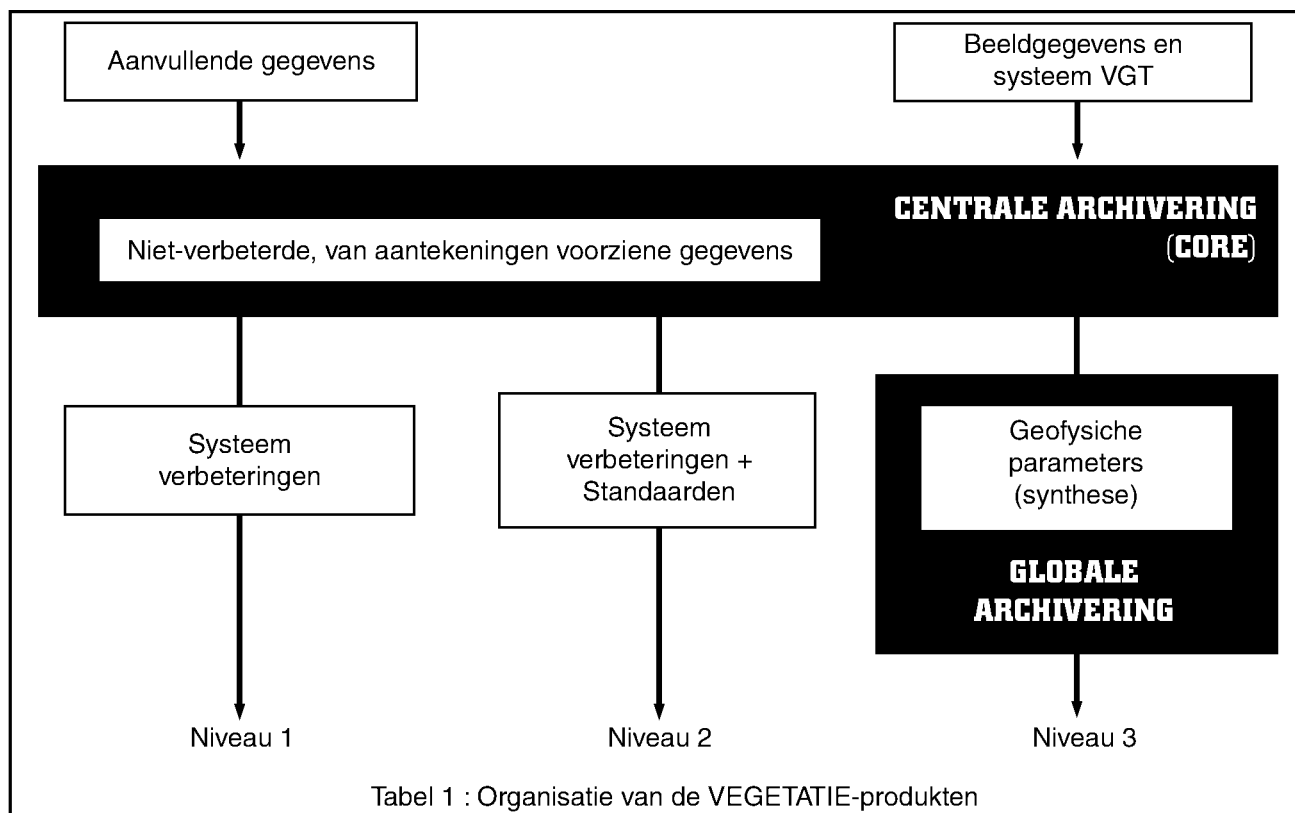 Aanvullende gegevens
Beeldgegevens en
systeem VGT
CENTRALE ARCHIVERING
(CORE)
Niet-verbeterde, van aantekeningen voorziene gegevens
Systeem
verbeteringen
Systeem
verbeteringen +
Standaarden
Geofysiche
parameters
(synthese)
GLOBALE
ARCHIVERING
Niveau 1
Niveau 2
Niveau 3
Tabel 1 : Organisatie van de VEGETATIE-produkten